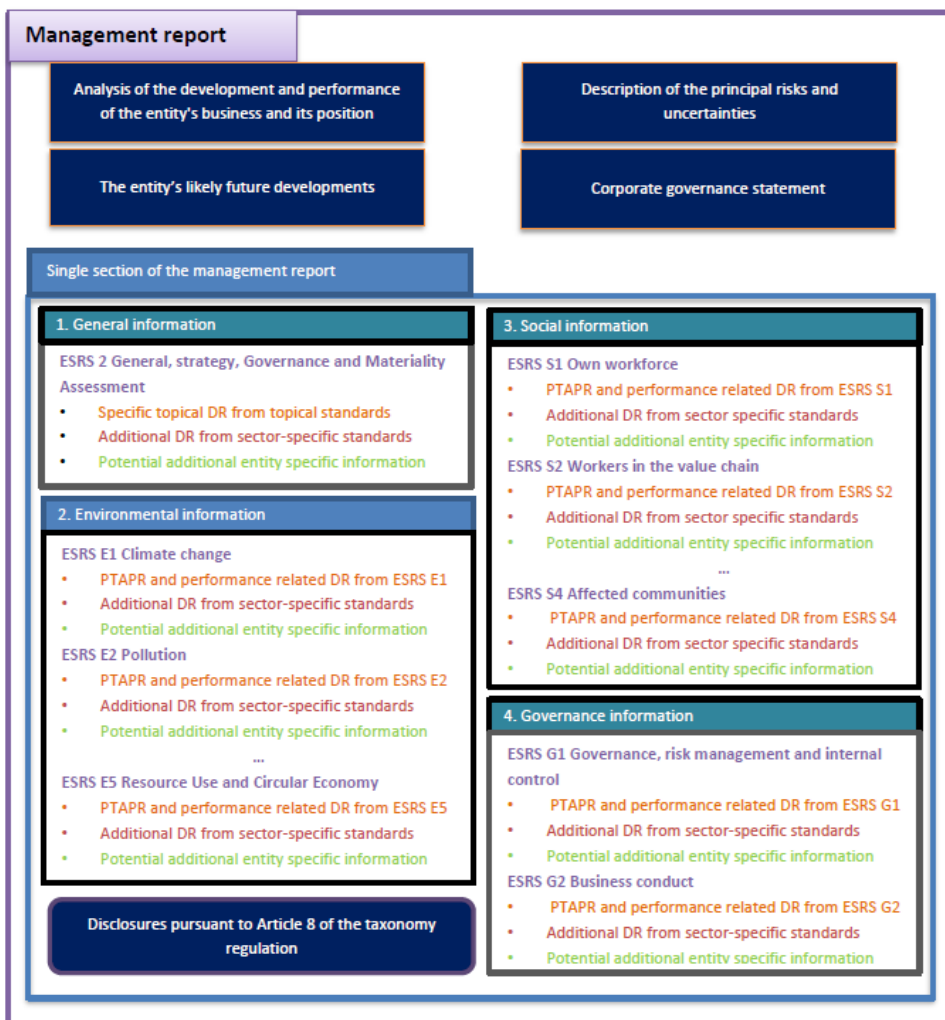 Management report
Analysis of the development and performance
of the entity's business and its position
Description of the principal risks and
uncertainties
The entity's likely future developments
Corporate governance statement
Single section of the management report
1. General information
ESRS 2 General, strategy, Governance and Materiality
Assessment
• Specific topical DR from topical standards
• Additional DR from sector-specific standards
• Potential additional entity specific information
2. Environmental information
ESRS E1 Climate change
• PTAPR and performance related DR from ESRS E1
• Additional DR from sector-specific standards
• Potential additional entity specific information
ESRS E2 Pollution
• PTAPR and performance related DR from ESRS E2
• Additional DR from sector-specific standards
• Potential additional entity specific information
...
ESRS E5 Resource Use and Circular Economy
• PTAPR and performance related DR from ESRS E5
• Additional DR from sector-specific standards
• Potential additional entity specific information
Disclosures pursuant to Article 8 of the taxonomy
regulation
3. Social information
ESRS S1 Own workforce
• PTAPR and performance related DR from ESRS S1
• Additional DR from sector specific standards
• Potential additional entity specific information
ESRS S2 Workers in the value chain
• PTAPR and performance related DR from ESRS S2
• Additional DR from sector specific standards
• Potential additional entity specific information
...
ESRS S4 Affected communities
• PTAPR and performance related DR from ESRS S4
• Additional DR from sector specific standards
• Potential additional entity specific information
4. Governance information
ESRS G1 Governance, risk management and internal
control
• PTAPR and performance related DR from ESRS G1
• Additional DR from sector-specific standards
• Potential additional entity specific information
ESRS G2 Business conduct
• PTAPR and performance related DR from ESRS G2
• Additional DR from sector-specific standards
• Potential additional entity specific information